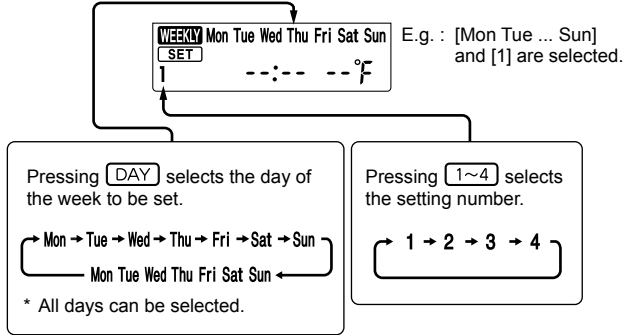 WEEKLY Mon Tue Wed Thu Fri Sat Sun
SET
1 --:-- --°F
E.g. : [Mon Tue ... Sun]
and [1] are selected.
Pressing DAY selects the day of
the week to be set.
Mon → Tue → Wed → Thu → Fri → Sat → Sun
Mon Tue Wed Thu Fri Sat Sun
* All days can be selected.
Pressing 1~4 selects
the setting number.
1 → 2 → 3 → 4